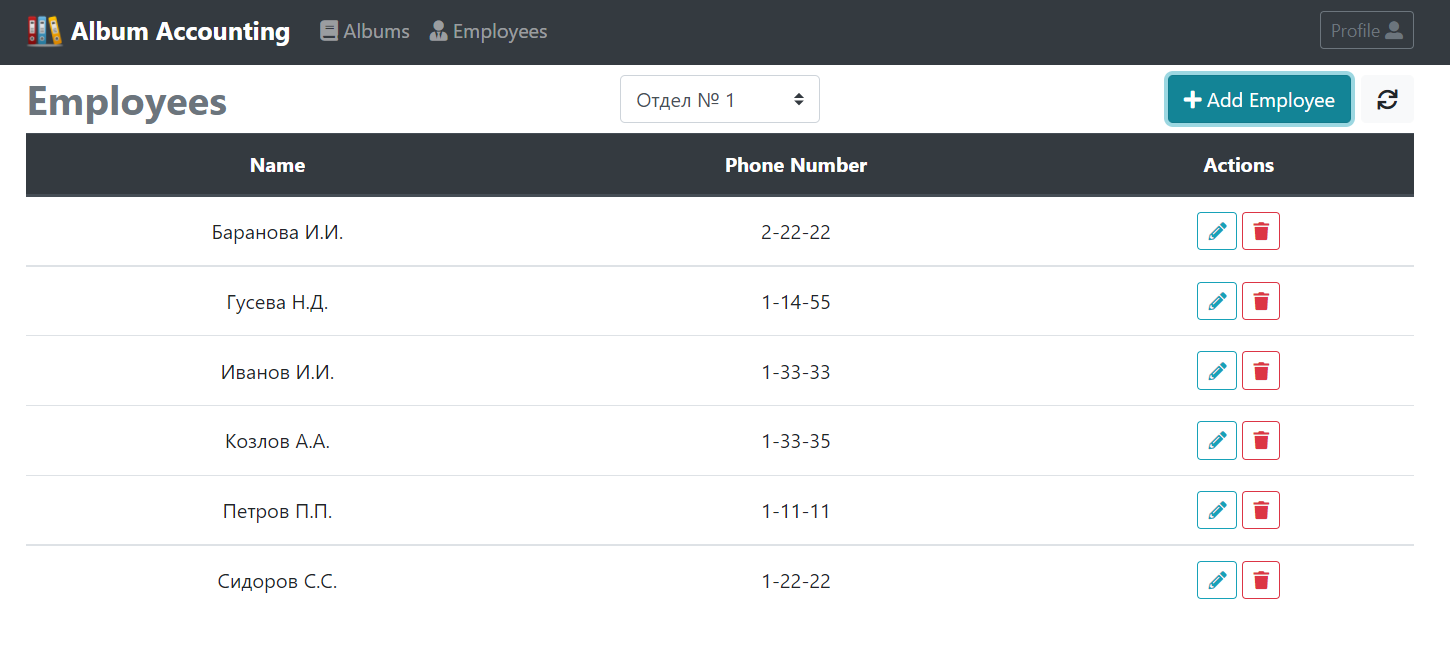 Album Accounting Albums Employees Profile
Employees Отдел № 1 Add Employee
Name Phone Number Actions
Баранова И.И. 2-22-22
Гусева Н.Д. 1-14-55
Иванов И.И. 1-33-33
Козлов А.А. 1-33-35
Петров П.П. 1-11-11
Сидоров С.С. 1-22-22